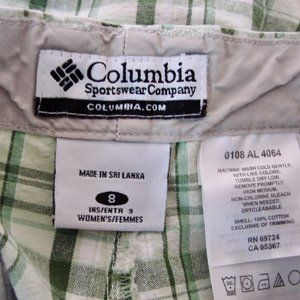 Columbia
Sportswear Company
COLUMBIA.COM
MADE IN SRI LANKA
8
INS/ENTR 9
WOMEN'S/FEMMES
0108 AL 4064
MACHINE WASH COLD GENTLE,
WITH LIKE COLORS,
TUMBLE DRY LOW,
REMOVE PROMPTLY,
IRON MEDIUM,
NON-CHLORINE BLEACH
WHEN NEEDED,
DRYCLEANABLE
SHELL: 100% COTTON
EXCLUSIVE OF TRIMMING.
RN 69724
CA 05367